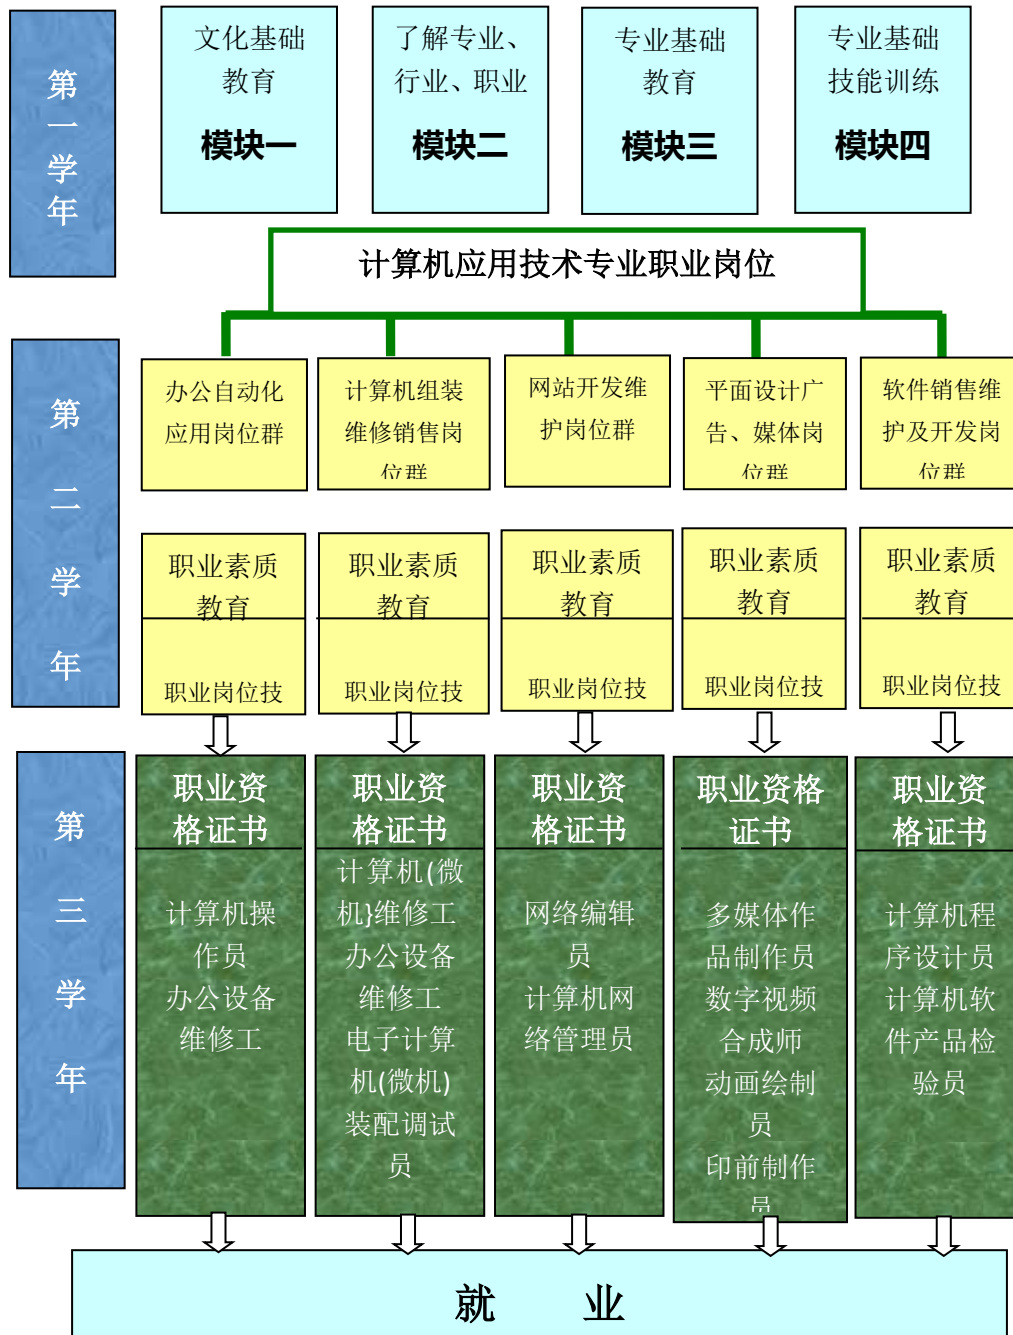 第一学年
文化基础
教育
模块一
了解专业、
行业、职业
模块二
专业基础
教育
模块三
专业基础
技能训练
模块四
计算机应用技术专业职业岗位
第二学年
办公自动化
应用岗位群
计算机组装
维修销售岗
位群
网站开发维
护岗位群
平面设计广
告、媒体岗
位群
软件销售维
护及开发岗
位群
职业素质
教育
职业岗位技
职业素质
教育
职业岗位技
职业素质
教育
职业岗位技
职业素质
教育
职业岗位技
职业素质
教育
职业岗位技
第三学年
职业资
格证书
计算机操
作员
办公设备
维修工
职业资
格证书
计算机(微
机}维修工
办公设备
维修工
电子计算
机(微机)
装配调试
员
职业资
格证书
网络编辑
员
计算机网
络管理员
职业资格
证书
多媒体作
品制作员
数字视频
合成师
动画绘制
员
印前制作
员
职业资
格证书
计算机程
序设计员
计算机软
件产品检
验员
就 业